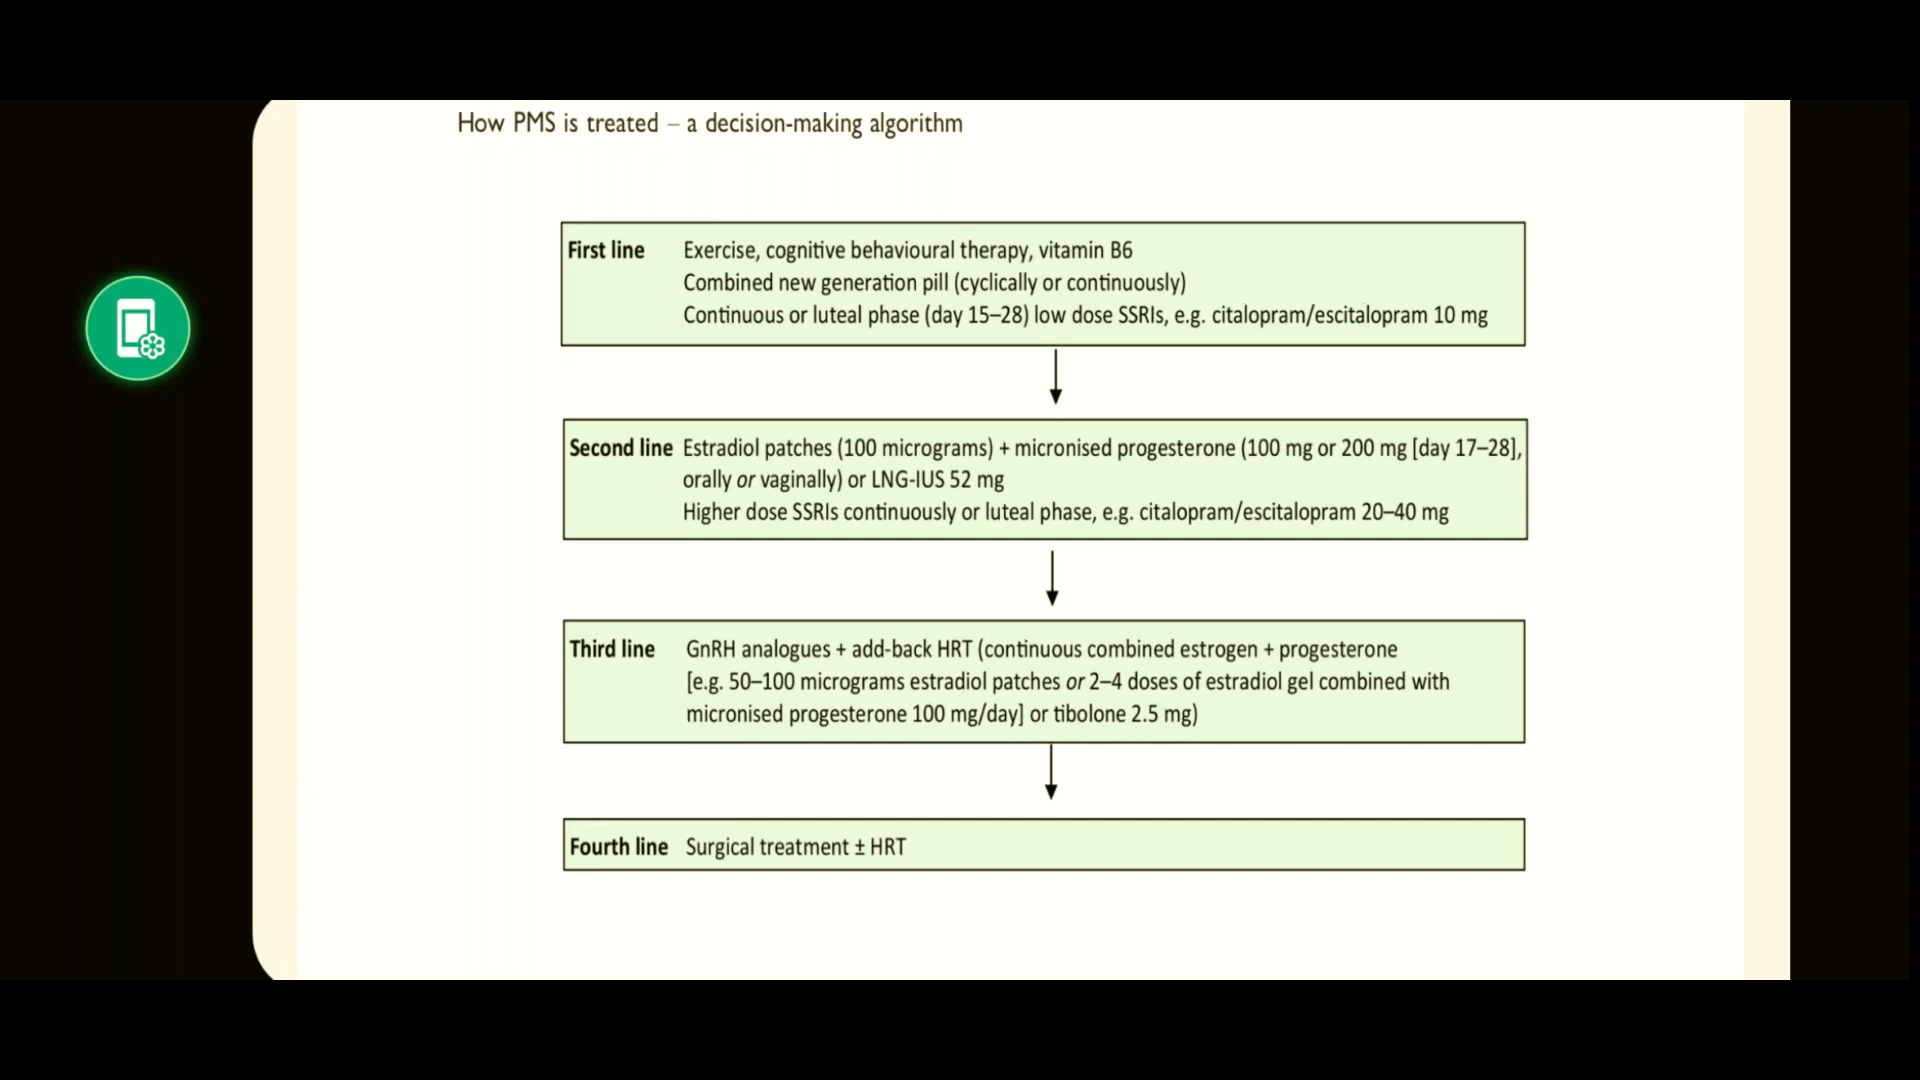 How PMS is treated – a decision-making algorithm
First line Exercise, cognitive behavioural therapy, vitamin B6
Combined new generation pill (cyclically or continuously)
Continuous or luteal phase (day 15–28) low dose SSRIs, e.g. citalopram/escitalopram 10 mg
Second line Estradiol patches (100 micrograms) + micronised progesterone (100 mg or 200 mg [day 17–28],
orally or vaginally) or LNG-IUS 52 mg
Higher dose SSRIs continuously or luteal phase, e.g. citalopram/escitalopram 20–40 mg
Third line GnRH analogues + add-back HRT (continuous combined estrogen + progesterone
[e.g. 50–100 micrograms estradiol patches or 2–4 doses of estradiol gel combined with
micronised progesterone 100 mg/day] or tibolone 2.5 mg)
Fourth line Surgical treatment ± HRT